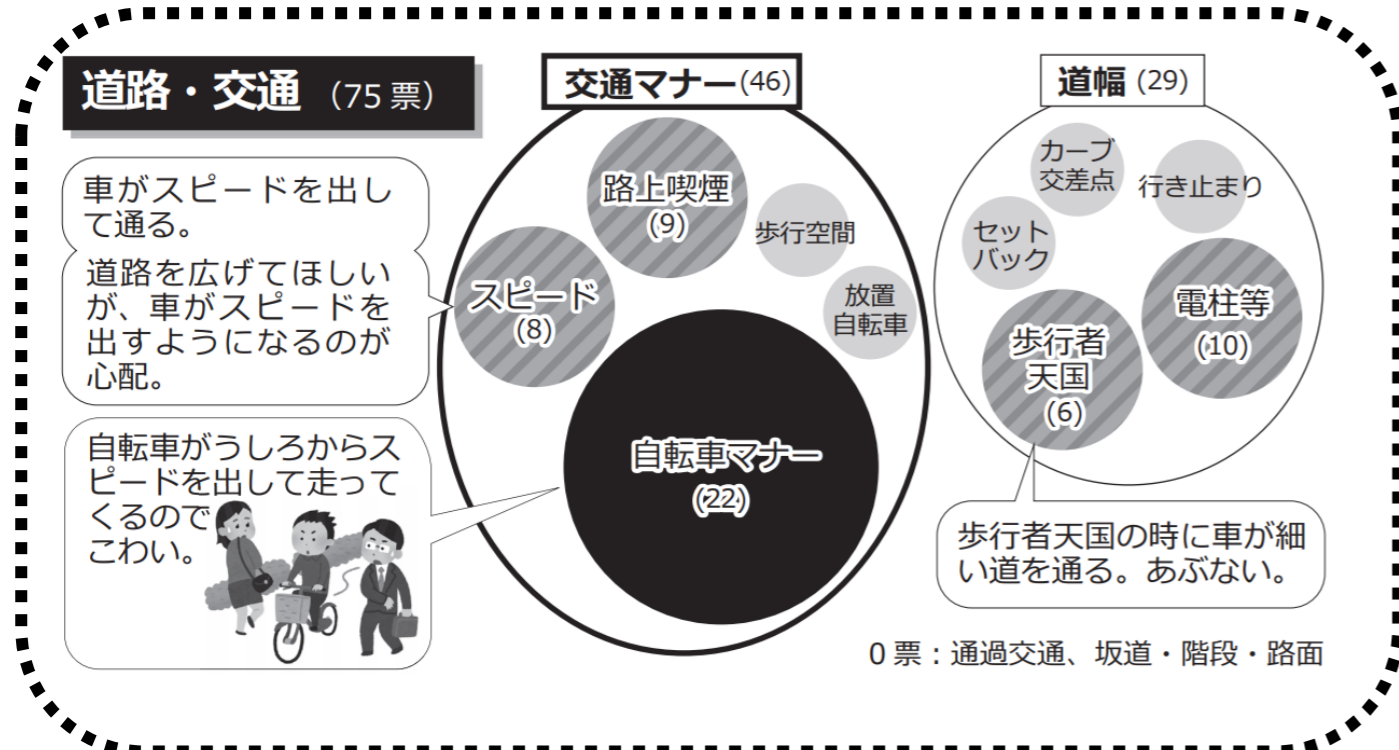 道路・交通 (75 票)
車がスピードを出し
て通る。
道路を広げてほしい
が、車がスピードを
出すようになるのが
心配。
自転車がうしろからス
ピードを出して走って
くるので
こわい。
交通マナー(46)
路上喫煙
(9)
歩行空間
スピード
(8)
放置
自転車
自転車マナー
(22)
道幅 (29)
カーブ
交差点
行き止まり
セット
バック
電柱等
(10)
歩行者
天国
(6)
歩行者天国の時に車が細
い道を通る。あぶない。
0 票：通過交通、坂道・階段・路面